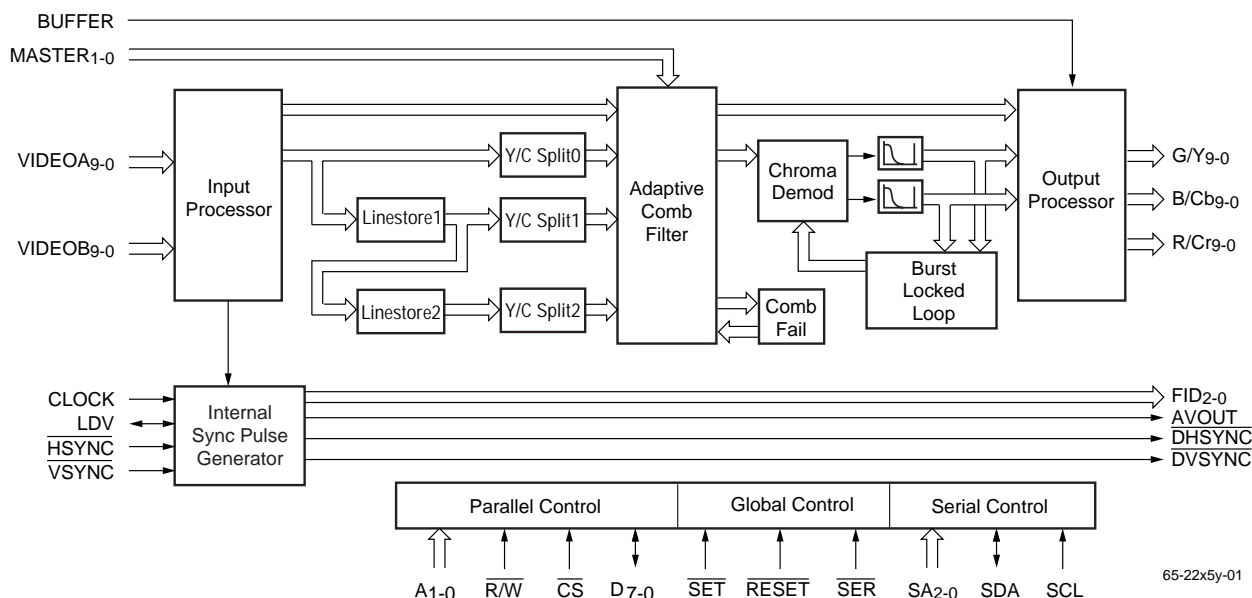 BUFFER
MASTER1-0
VIDEOA9-0
VIDEOB9-0
Input
Processor
Linestore1
Linestore2
Y/C Split0
Y/C Split1
Y/C Split2
Adaptive
Comb
Filter
Comb
Fail
Chroma
Demod
Burst
Locked
Loop
Output
Processor
G/Y9-0
B/Cb9-0
R/Cr9-0
CLOCK
LDV
HSYNC
VSYNC
Internal
Sync Pulse
Generator
FID2-0
AVOUT
DHSYNC
DVSYNC
Parallel Control
Global Control
Serial Control
A1-0
R/W
CS
D7-0
SET
RESET
SER
SA2-0
SDA
SCL
65-22x5y-01